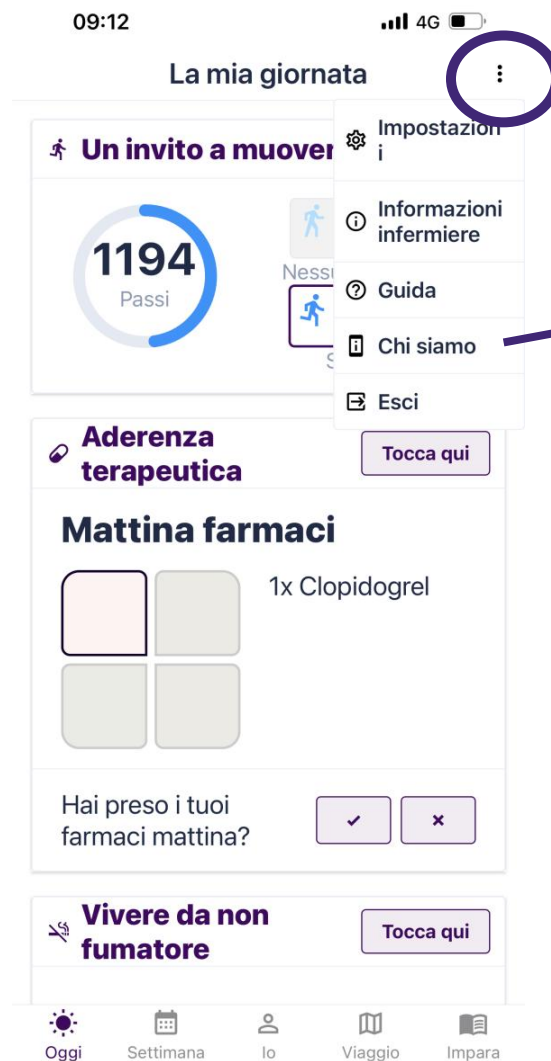 09:12
4G
La mia giornata
Un invito a muover
Impostazion
i
Informazioni
infermiere
Guida
Chi siamo
Esci
1194
Passi
Ness
S
Aderenza
terapeutica
Tocca qui
Mattina farmaci
1x Clopidogrel
Hai preso i tuoi
farmaci mattina?
Vivere da non
fumatore
Tocca qui
Oggi
Settimana
Io
Viaggio
Impara